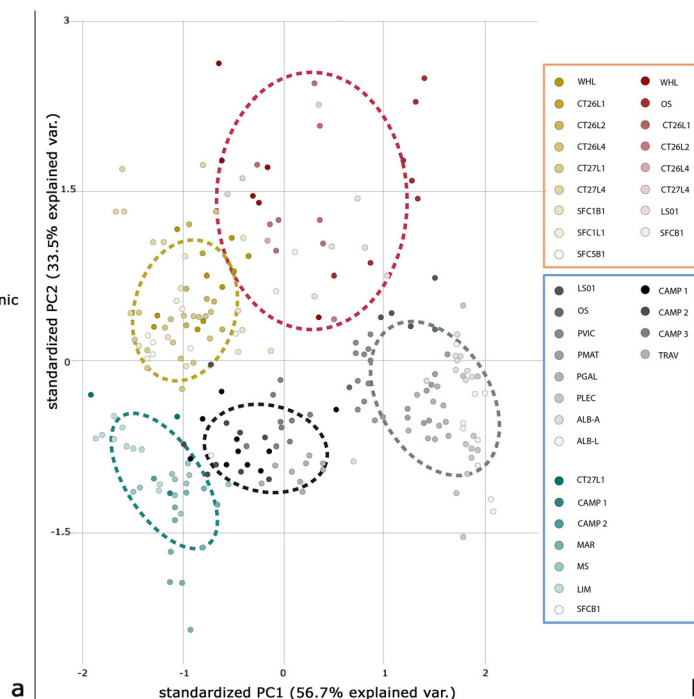 3
1.5
0
-1.5
-2
-1
0
1
2
standardized PC2 (33.5% explained var.)
standardized PC1 (56.7% explained var.)
nic
a
WHL
CT26L1
CT26L2
CT26L4
CT27L1
CT27L4
SFC1B1
SFC1L1
SFC5B1
WHL
OS
CT26L1
CT26L2
CT26L4
CT27L4
LS01
SFCB1
LS01
OS
PVIC
PMAT
PGAL
PLEC
ALB-A
ALB-L
CAMP 1
CAMP 2
CAMP 3
TRAV
CT27L1
CAMP 1
CAMP 2
MAR
MS
LIM
SFCB1